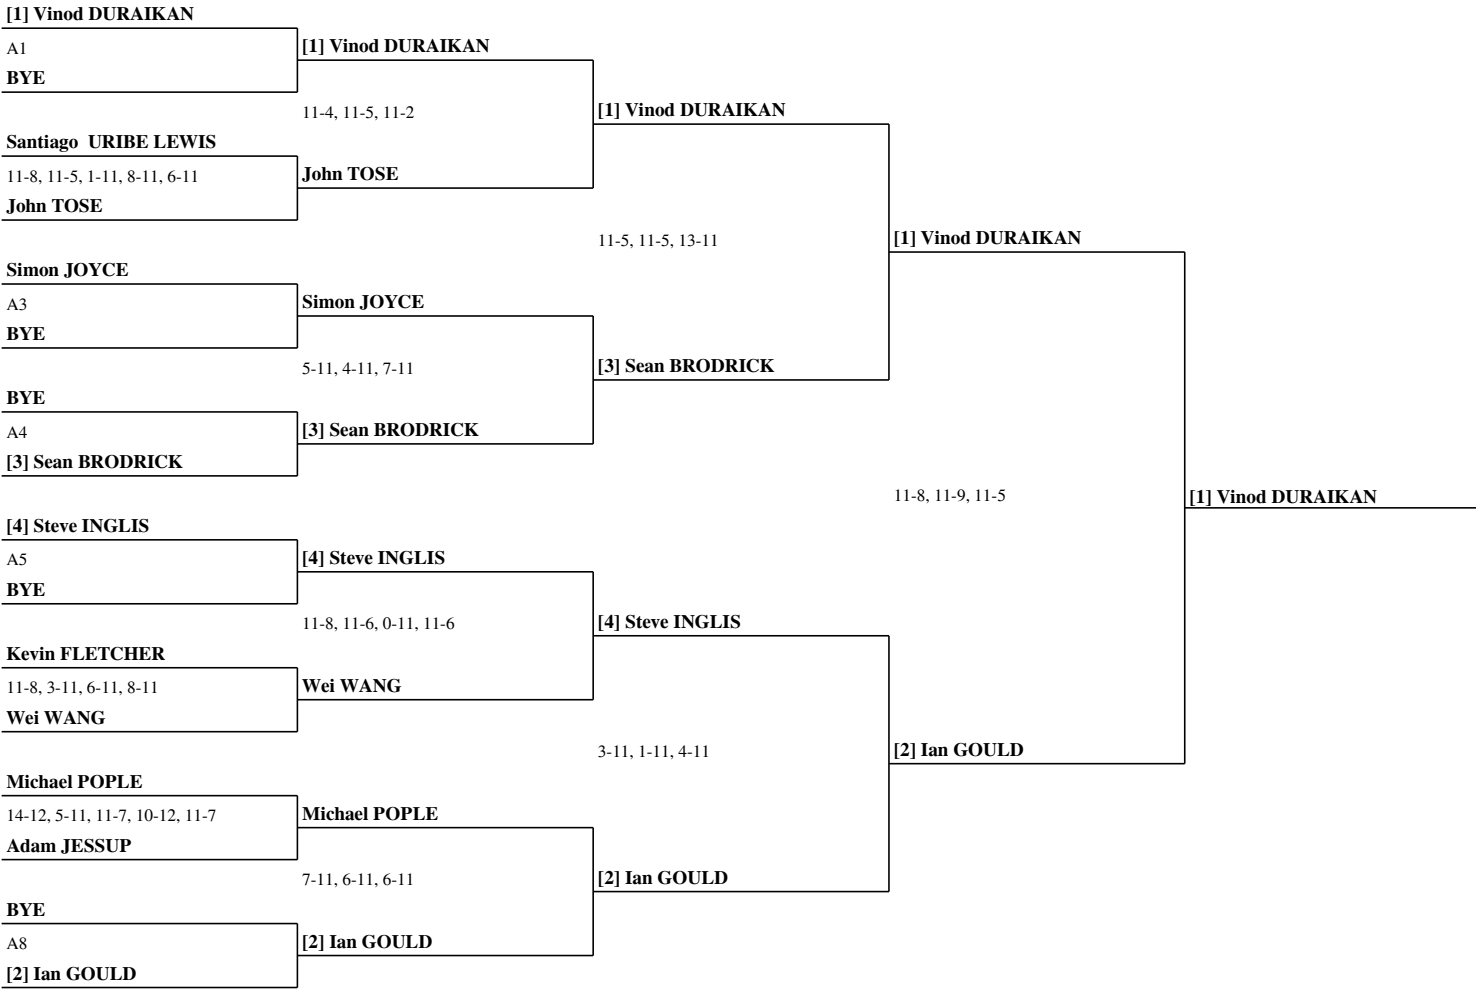 [1] Vinod DURAIKAN
A1
BYE
Santiago  URIBE LEWIS
11-8, 11-5, 1-11, 8-11, 6-11
John TOSE
Simon JOYCE
A3
BYE
BYE
A4
[3] Sean BRODRICK
[4] Steve INGLIS
A5
BYE
Kevin FLETCHER
11-8, 3-11, 6-11, 8-11
Wei WANG
Michael POPLE
14-12, 5-11, 11-7, 10-12, 11-7
Adam JESSUP
BYE
A8
[2] Ian GOULD
[1] Vinod DURAIKAN
11-4, 11-5, 11-2
John TOSE
Simon JOYCE
5-11, 4-11, 7-11
[3] Sean BRODRICK
[4] Steve INGLIS
11-8, 11-6, 0-11, 11-6
Wei WANG
Michael POPLE
7-11, 6-11, 6-11
[2] Ian GOULD
[1] Vinod DURAIKAN
11-5, 11-5, 13-11
[3] Sean BRODRICK
[4] Steve INGLIS
3-11, 1-11, 4-11
[2] Ian GOULD
[1] Vinod DURAIKAN
11-8, 11-9, 11-5
[2] Ian GOULD
[1] Vinod DURAIKAN